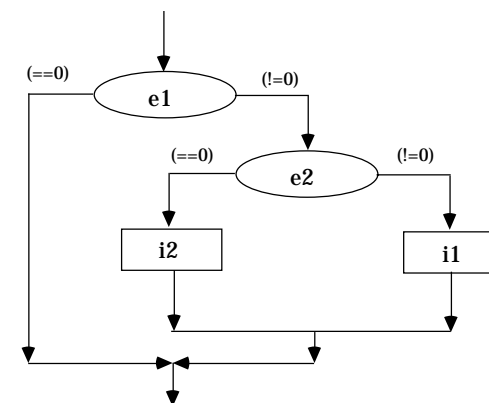 (==0)
(!=0)
e1
(==0)
(!=0)
e2
i2
i1